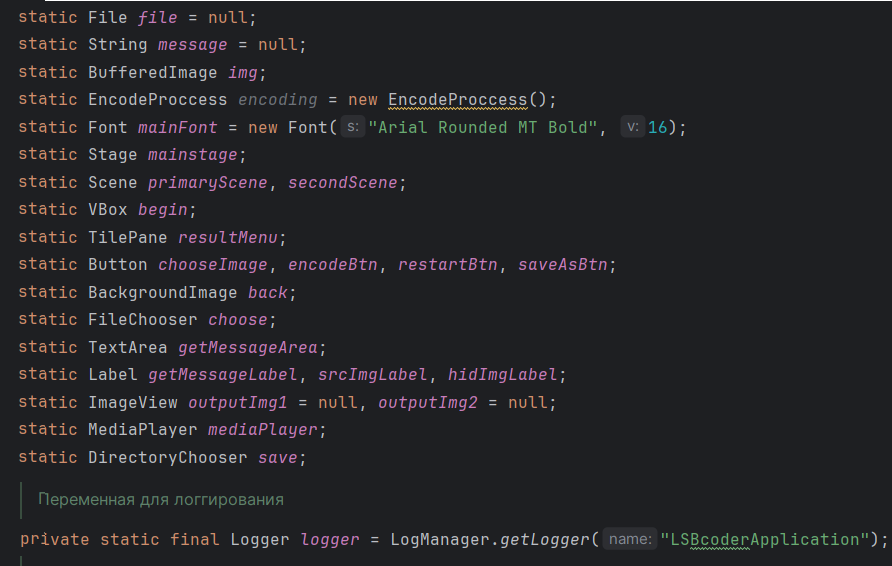 static File file = null;
static String message = null;
static BufferedImage img;
static EncodeProccess encoding = new EncodeProccess();
static Font mainFont = new Font( s: "Arial Rounded MT Bold", v: 16);
static Stage mainstage;
static Scene primaryScene, secondScene;
static VBox begin;
static TilePane resultMenu;
static Button chooseImage, encodeBtn, restartBtn, saveAsBtn;
static BackgroundImage back;
static FileChooser choose;
static TextArea getMessageArea;
static Label getMessageLabel, srcImgLabel, hidImgLabel;
static ImageView outputImg1 = null, outputImg2 = null;
static MediaPlayer mediaPlayer;
static DirectoryChooser save;
Переменная для логгирования
private static final Logger logger = LogManager.getLogger( name: "LSBcoderApplication");